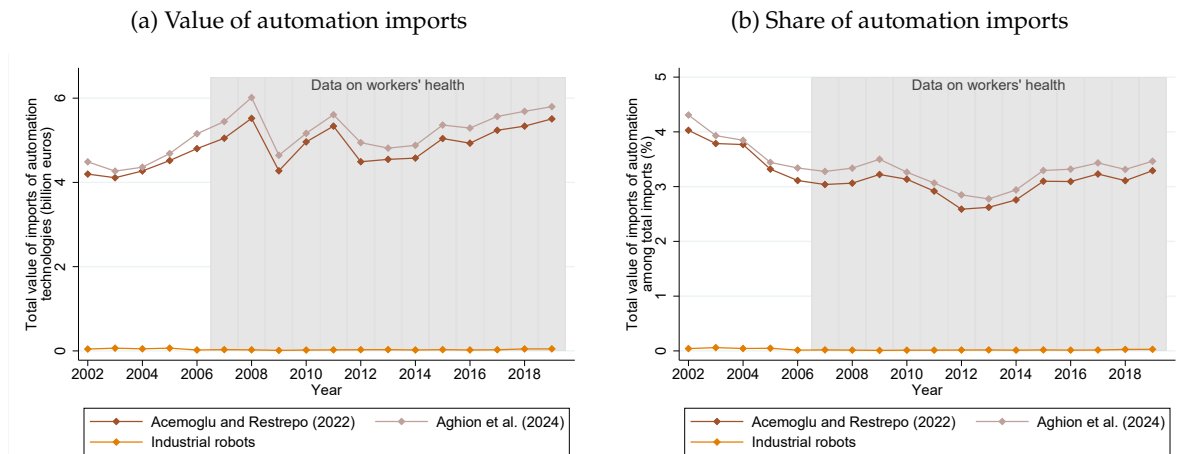 (a) Value of automation imports
Total value of imports of automation
technologies (billion euros)
6
4
2
0
Data on workers' health
2002 2004 2006 2008 2010 2012 2014 2016 2018
Year
Acemoglu and Restrepo (2022) Aghion et al. (2024)
Industrial robots
(b) Share of automation imports
Total value of imports of automation
among total imports (%)
5
4
3
2
1
0
Data on workers' health
2002 2004 2006 2008 2010 2012 2014 2016 2018
Year
Acemoglu and Restrepo (2022) Aghion et al. (2024)
Industrial robots